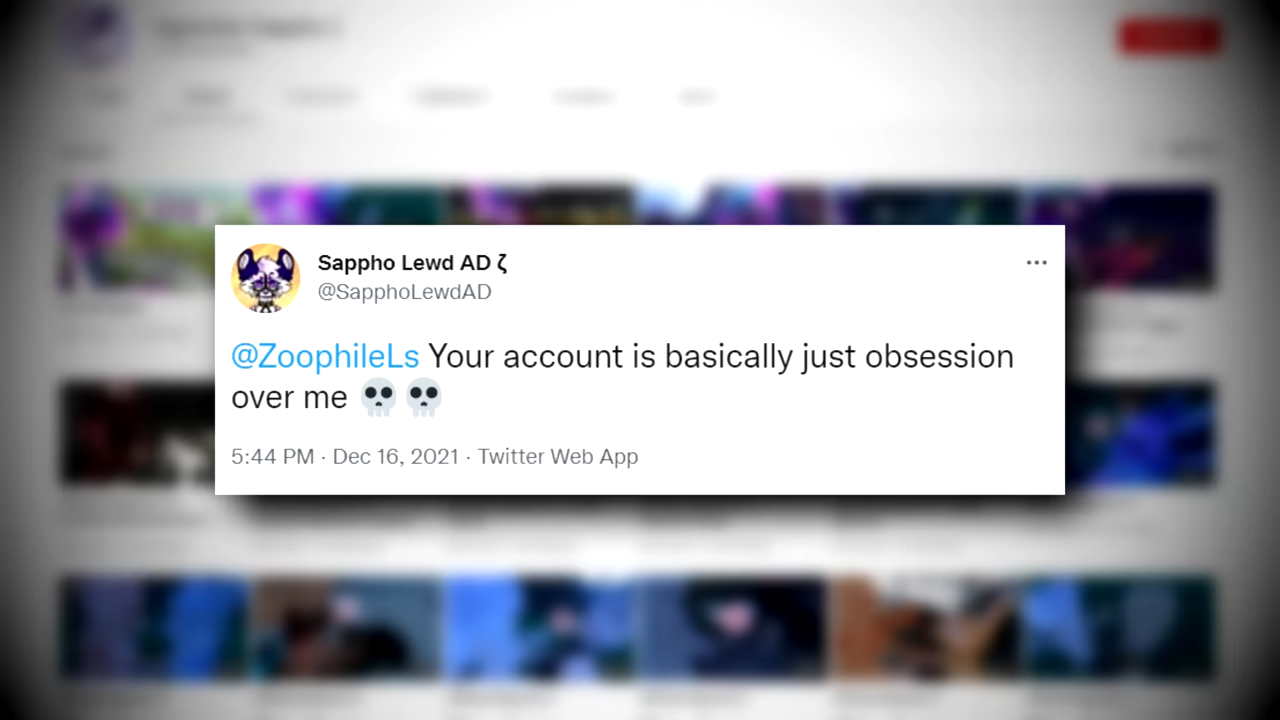 Sappho Lewd AD ζ
@SapphoLewdAD
@ZoophileLs Your account is basically just obsession
over me 💀 💀
5:44 PM · Dec 16, 2021 · Twitter Web App